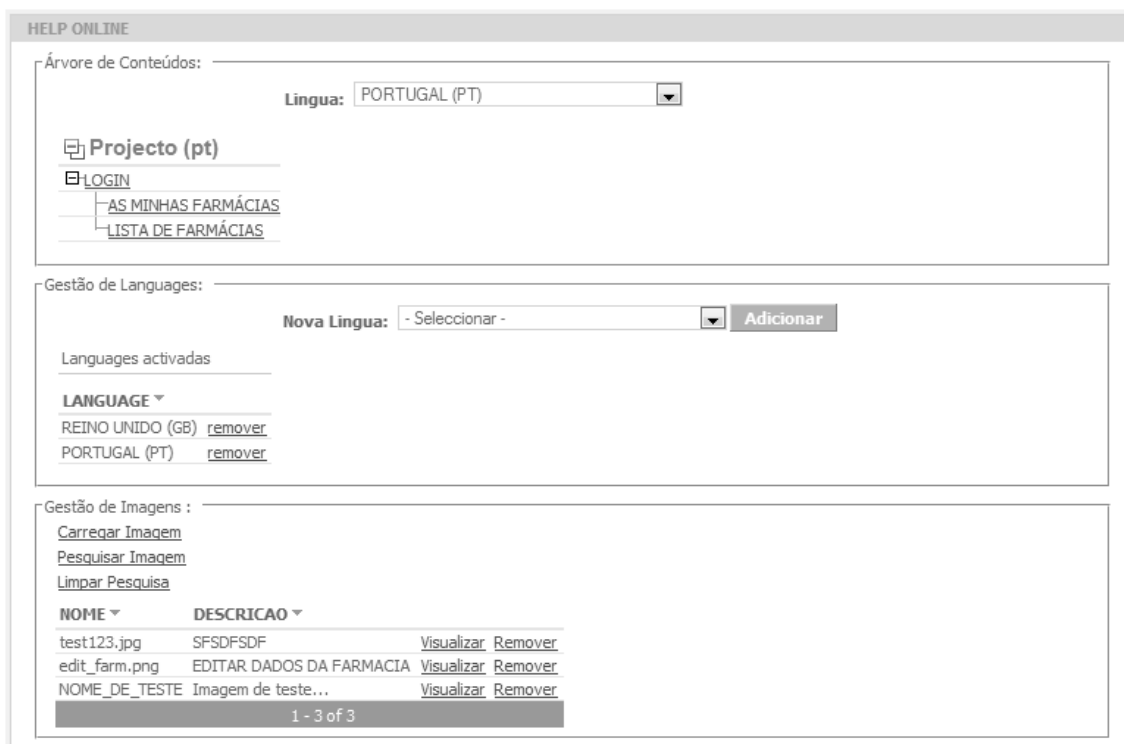 HELP ONLINE
Árvore de Conteúdos:
Lingua: PORTUGAL (PT)
Projecto (pt)
LOGIN
AS MINHAS FARMÁCIAS
LISTA DE FARMÁCIAS
Gestão de Languages:
Nova Lingua: - Seleccionar - Adicionar
Languages activadas
LANGUAGE
REINO UNIDO (GB) remover
PORTUGAL (PT) remover
Gestão de Imagens :
Carregar Imagem
Pesquisar Imagem
Limpar Pesquisa
NOME DESCRICAO
test123.jpg SFSDFSDF Visualizar Remover
edit_farm.png EDITAR DADOS DA FARMACIA Visualizar Remover
NOME_DE_TESTE Imagem de teste... Visualizar Remover
1 - 3 of 3